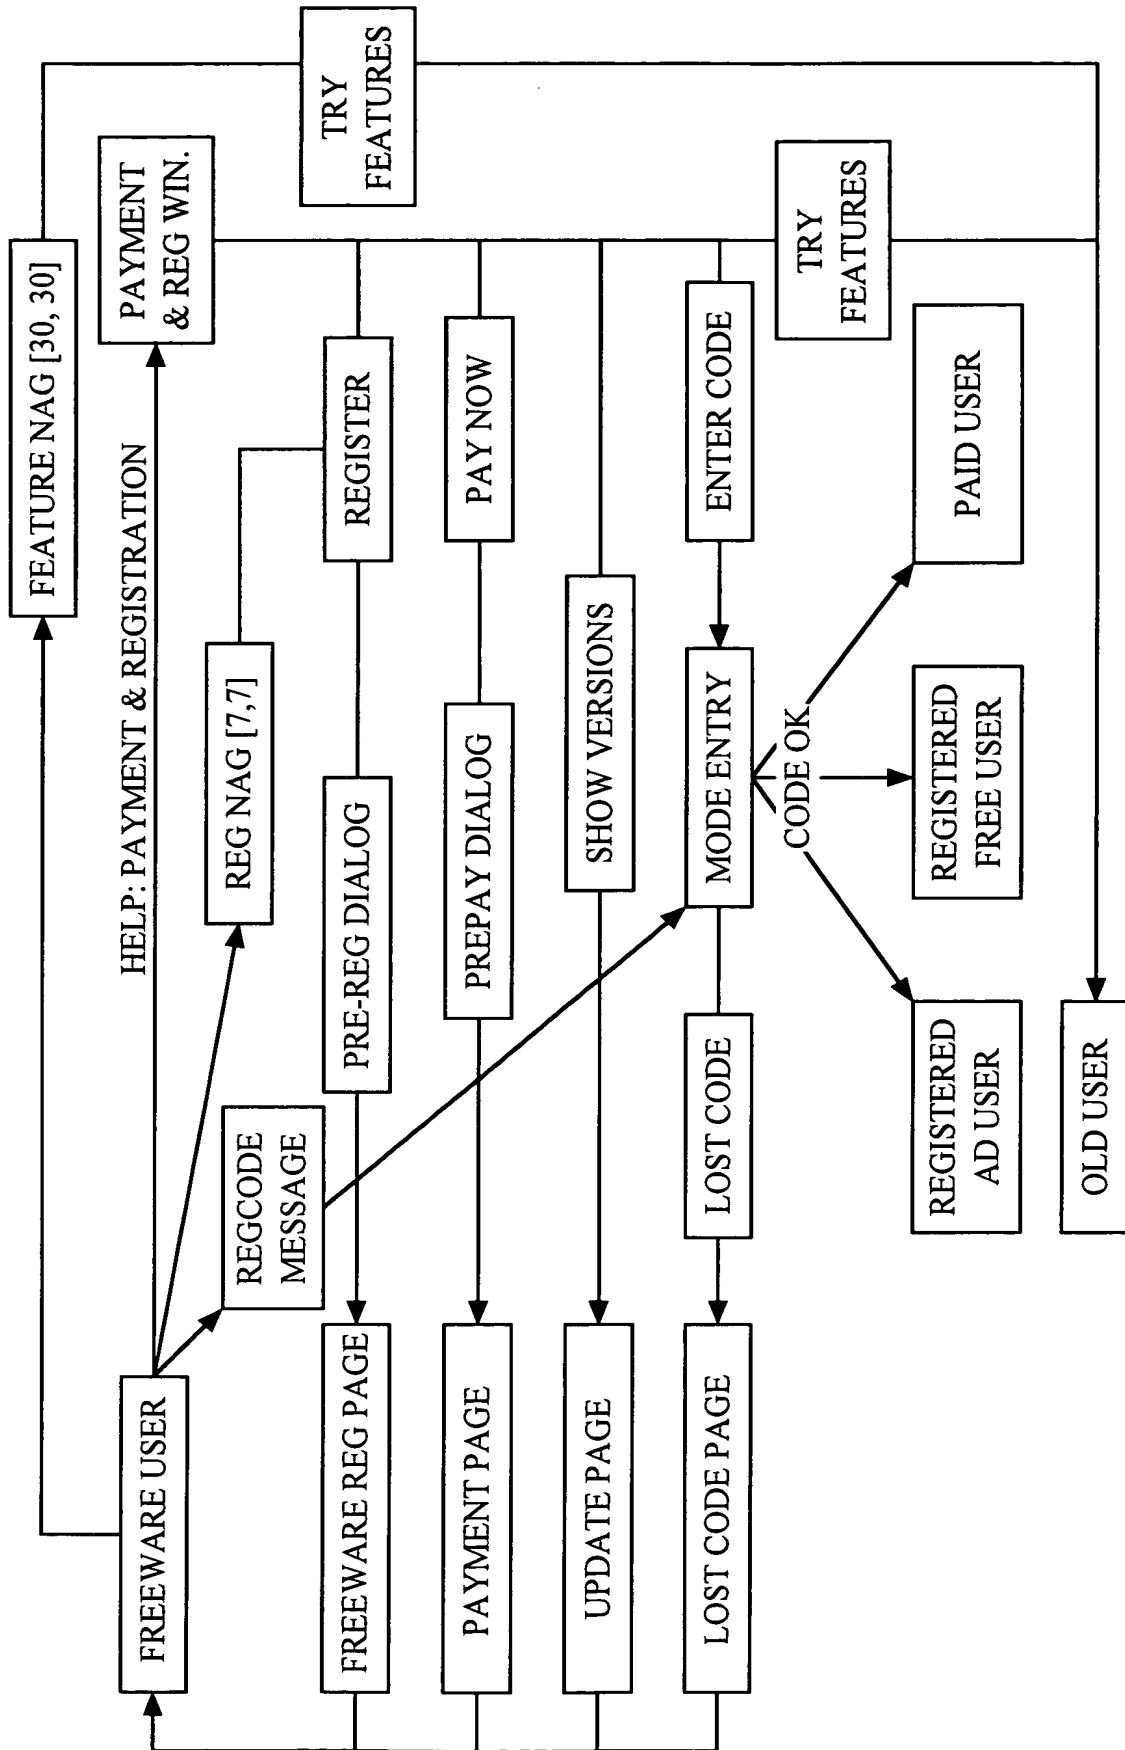 FEATURE NAG [30, 30]
TRY
FEATURES
FREEWARE USER
HELP: PAYMENT & REGISTRATION
PAYMENT
& REG WIN.
REG NAG [7,7]
REGCODE
MESSAGE
FREEWARE REG PAGE
PRE-REG DIALOG
REGISTER
PAYMENT PAGE
PREPAY DIALOG
PAY NOW
UPDATE PAGE
SHOW VERSIONS
LOST CODE PAGE
LOST CODE
MODE ENTRY
ENTER CODE
CODE OK
TRY
FEATURES
REGISTERED
AD USER
REGISTERED
FREE USER
PAID USER
OLD USER